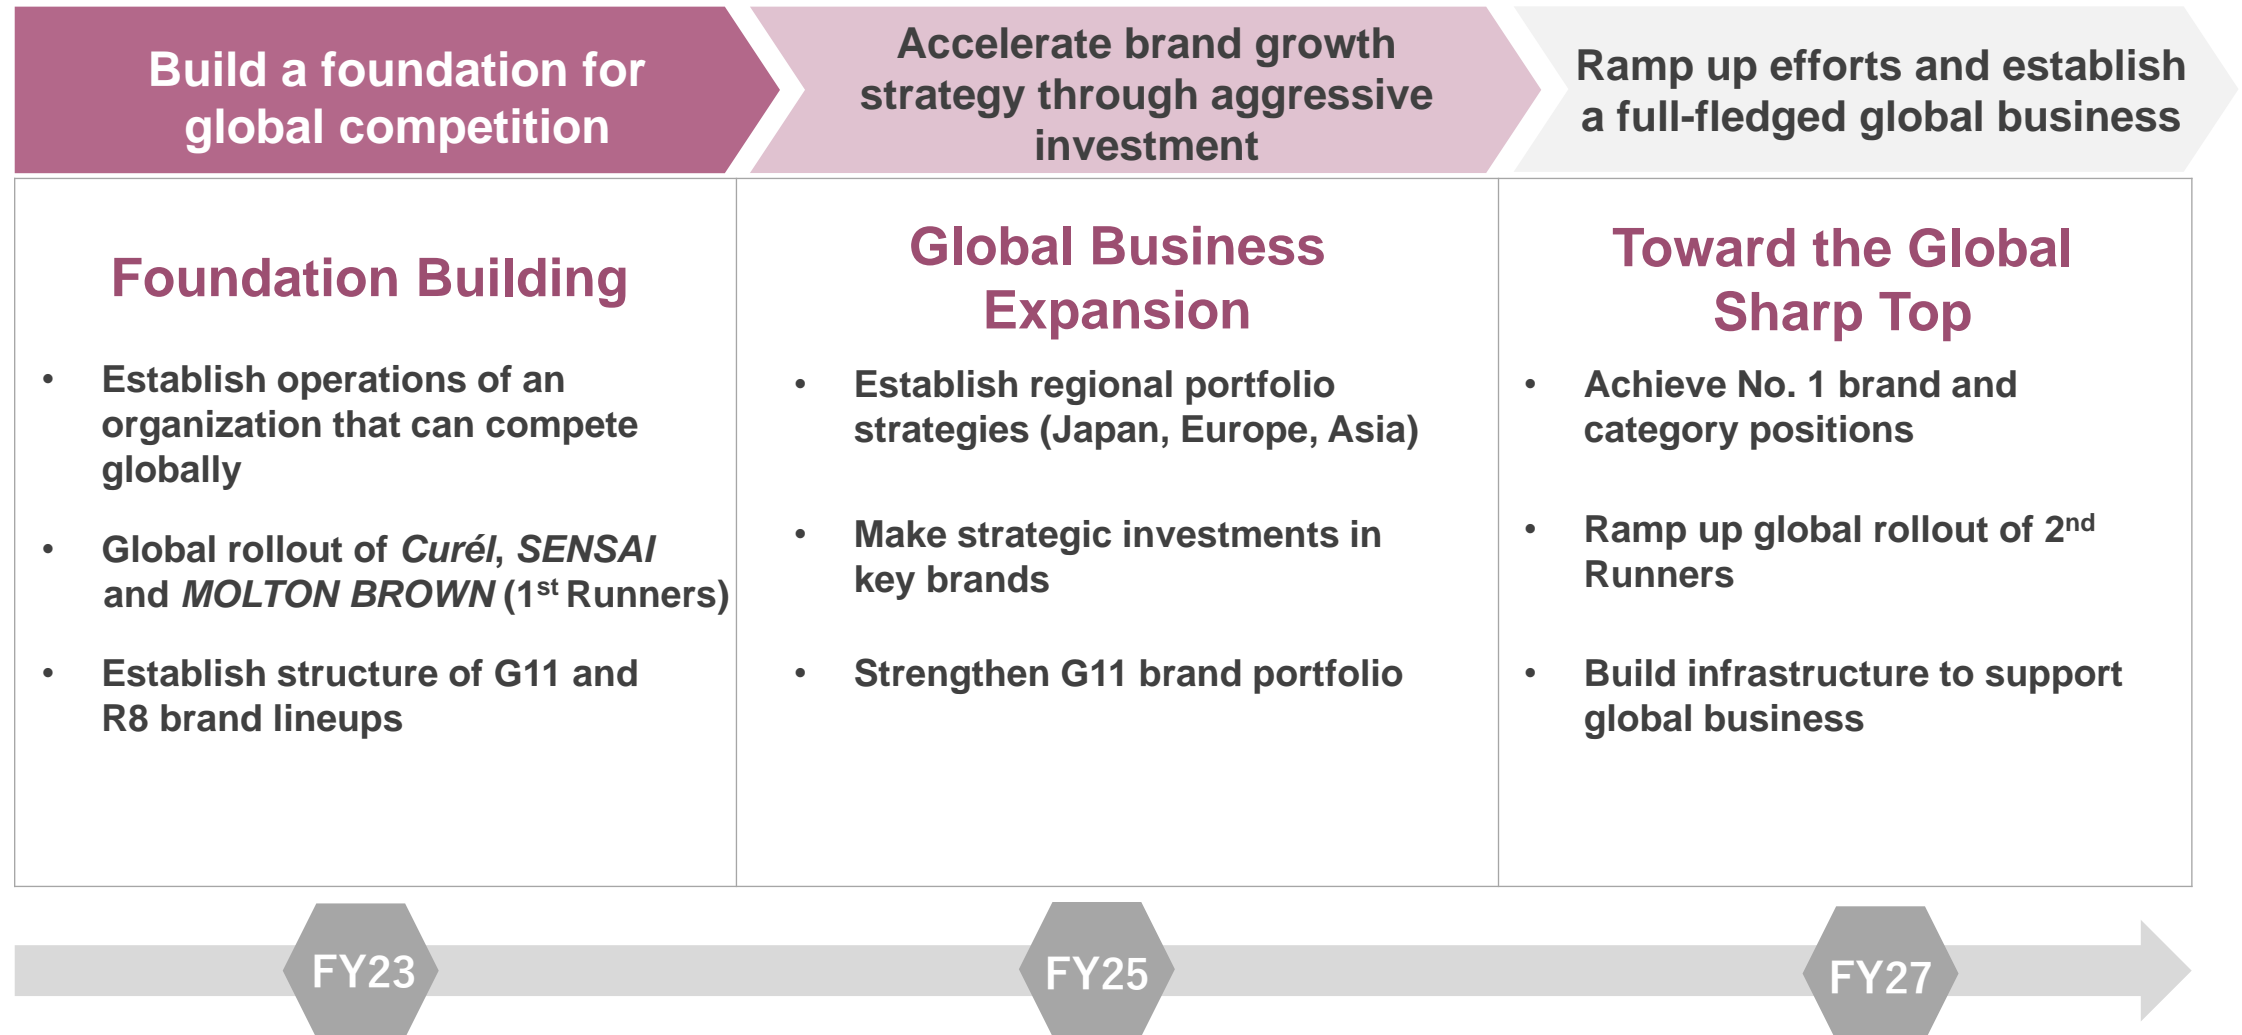 Build a foundation for
global competition
Accelerate brand growth
strategy through aggressive
investment
Ramp up efforts and establish
a full-fledged global business
Foundation Building
• Establish operations of an
organization that can compete
globally
• Global rollout of Curél, SENSAI
and MOLTON BROWN (1st Runners)
• Establish structure of G11 and
R8 brand lineups
Global Business
Expansion
• Establish regional portfolio
strategies (Japan, Europe, Asia)
• Make strategic investments in
key brands
• Strengthen G11 brand portfolio
Toward the Global
Sharp Top
• Achieve No. 1 brand and
category positions
• Ramp up global rollout of 2nd
Runners
• Build infrastructure to support
global business
FY23
FY25
FY27